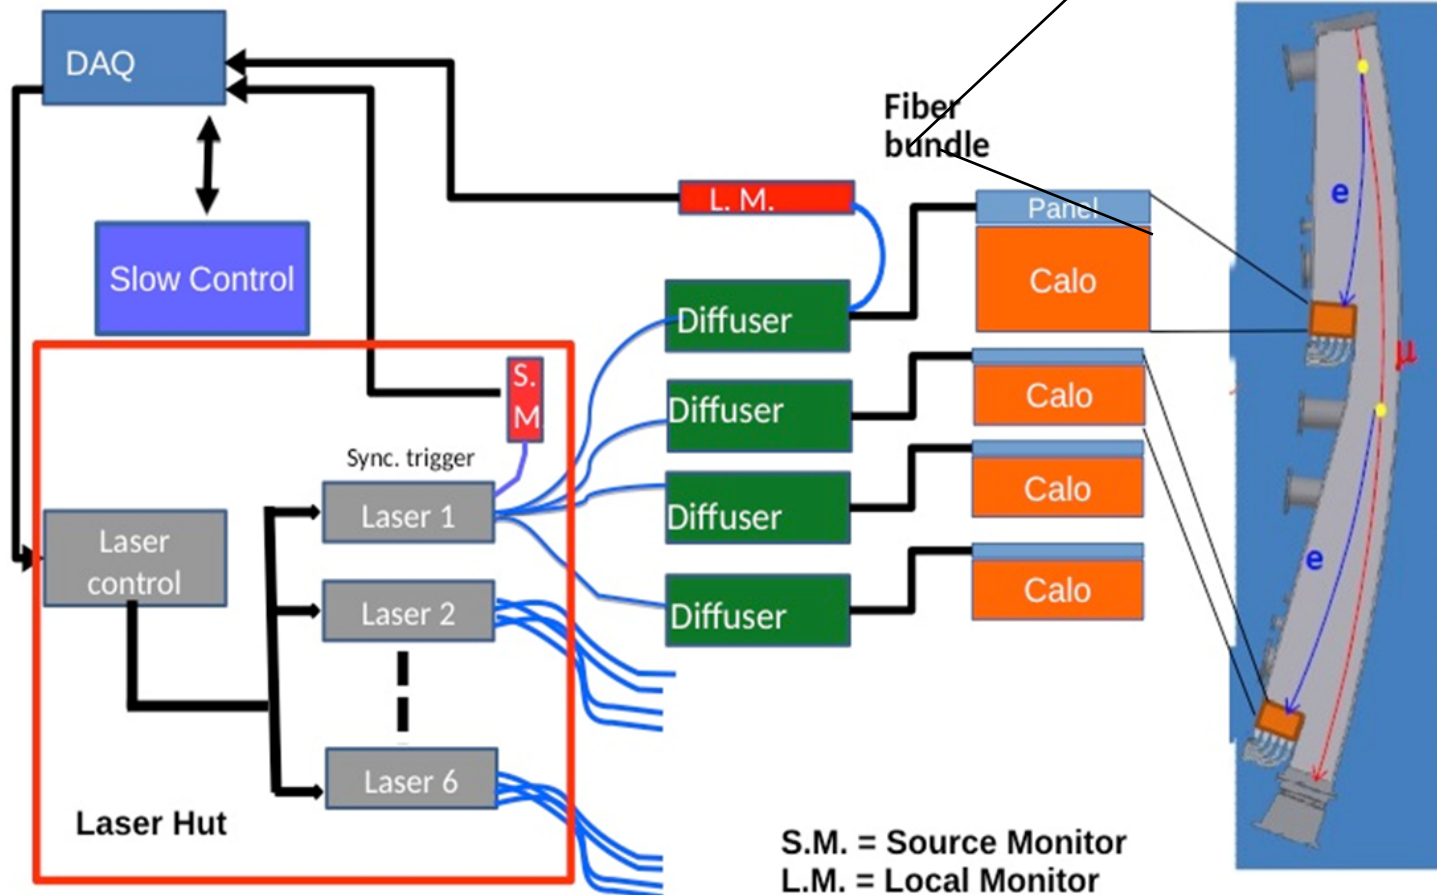 DAQ
Fiber
bundle
L. M.
Panel
e
Slow Control
Calo
Diffuser
μ
S.
M
Calo
Diffuser
Sync. trigger
Laser 1
Calo
Diffuser
Laser
control
e
Calo
Laser 2
Diffuser
Laser 6
Laser Hut
S.M. = Source Monitor
L.M. = Local Monitor